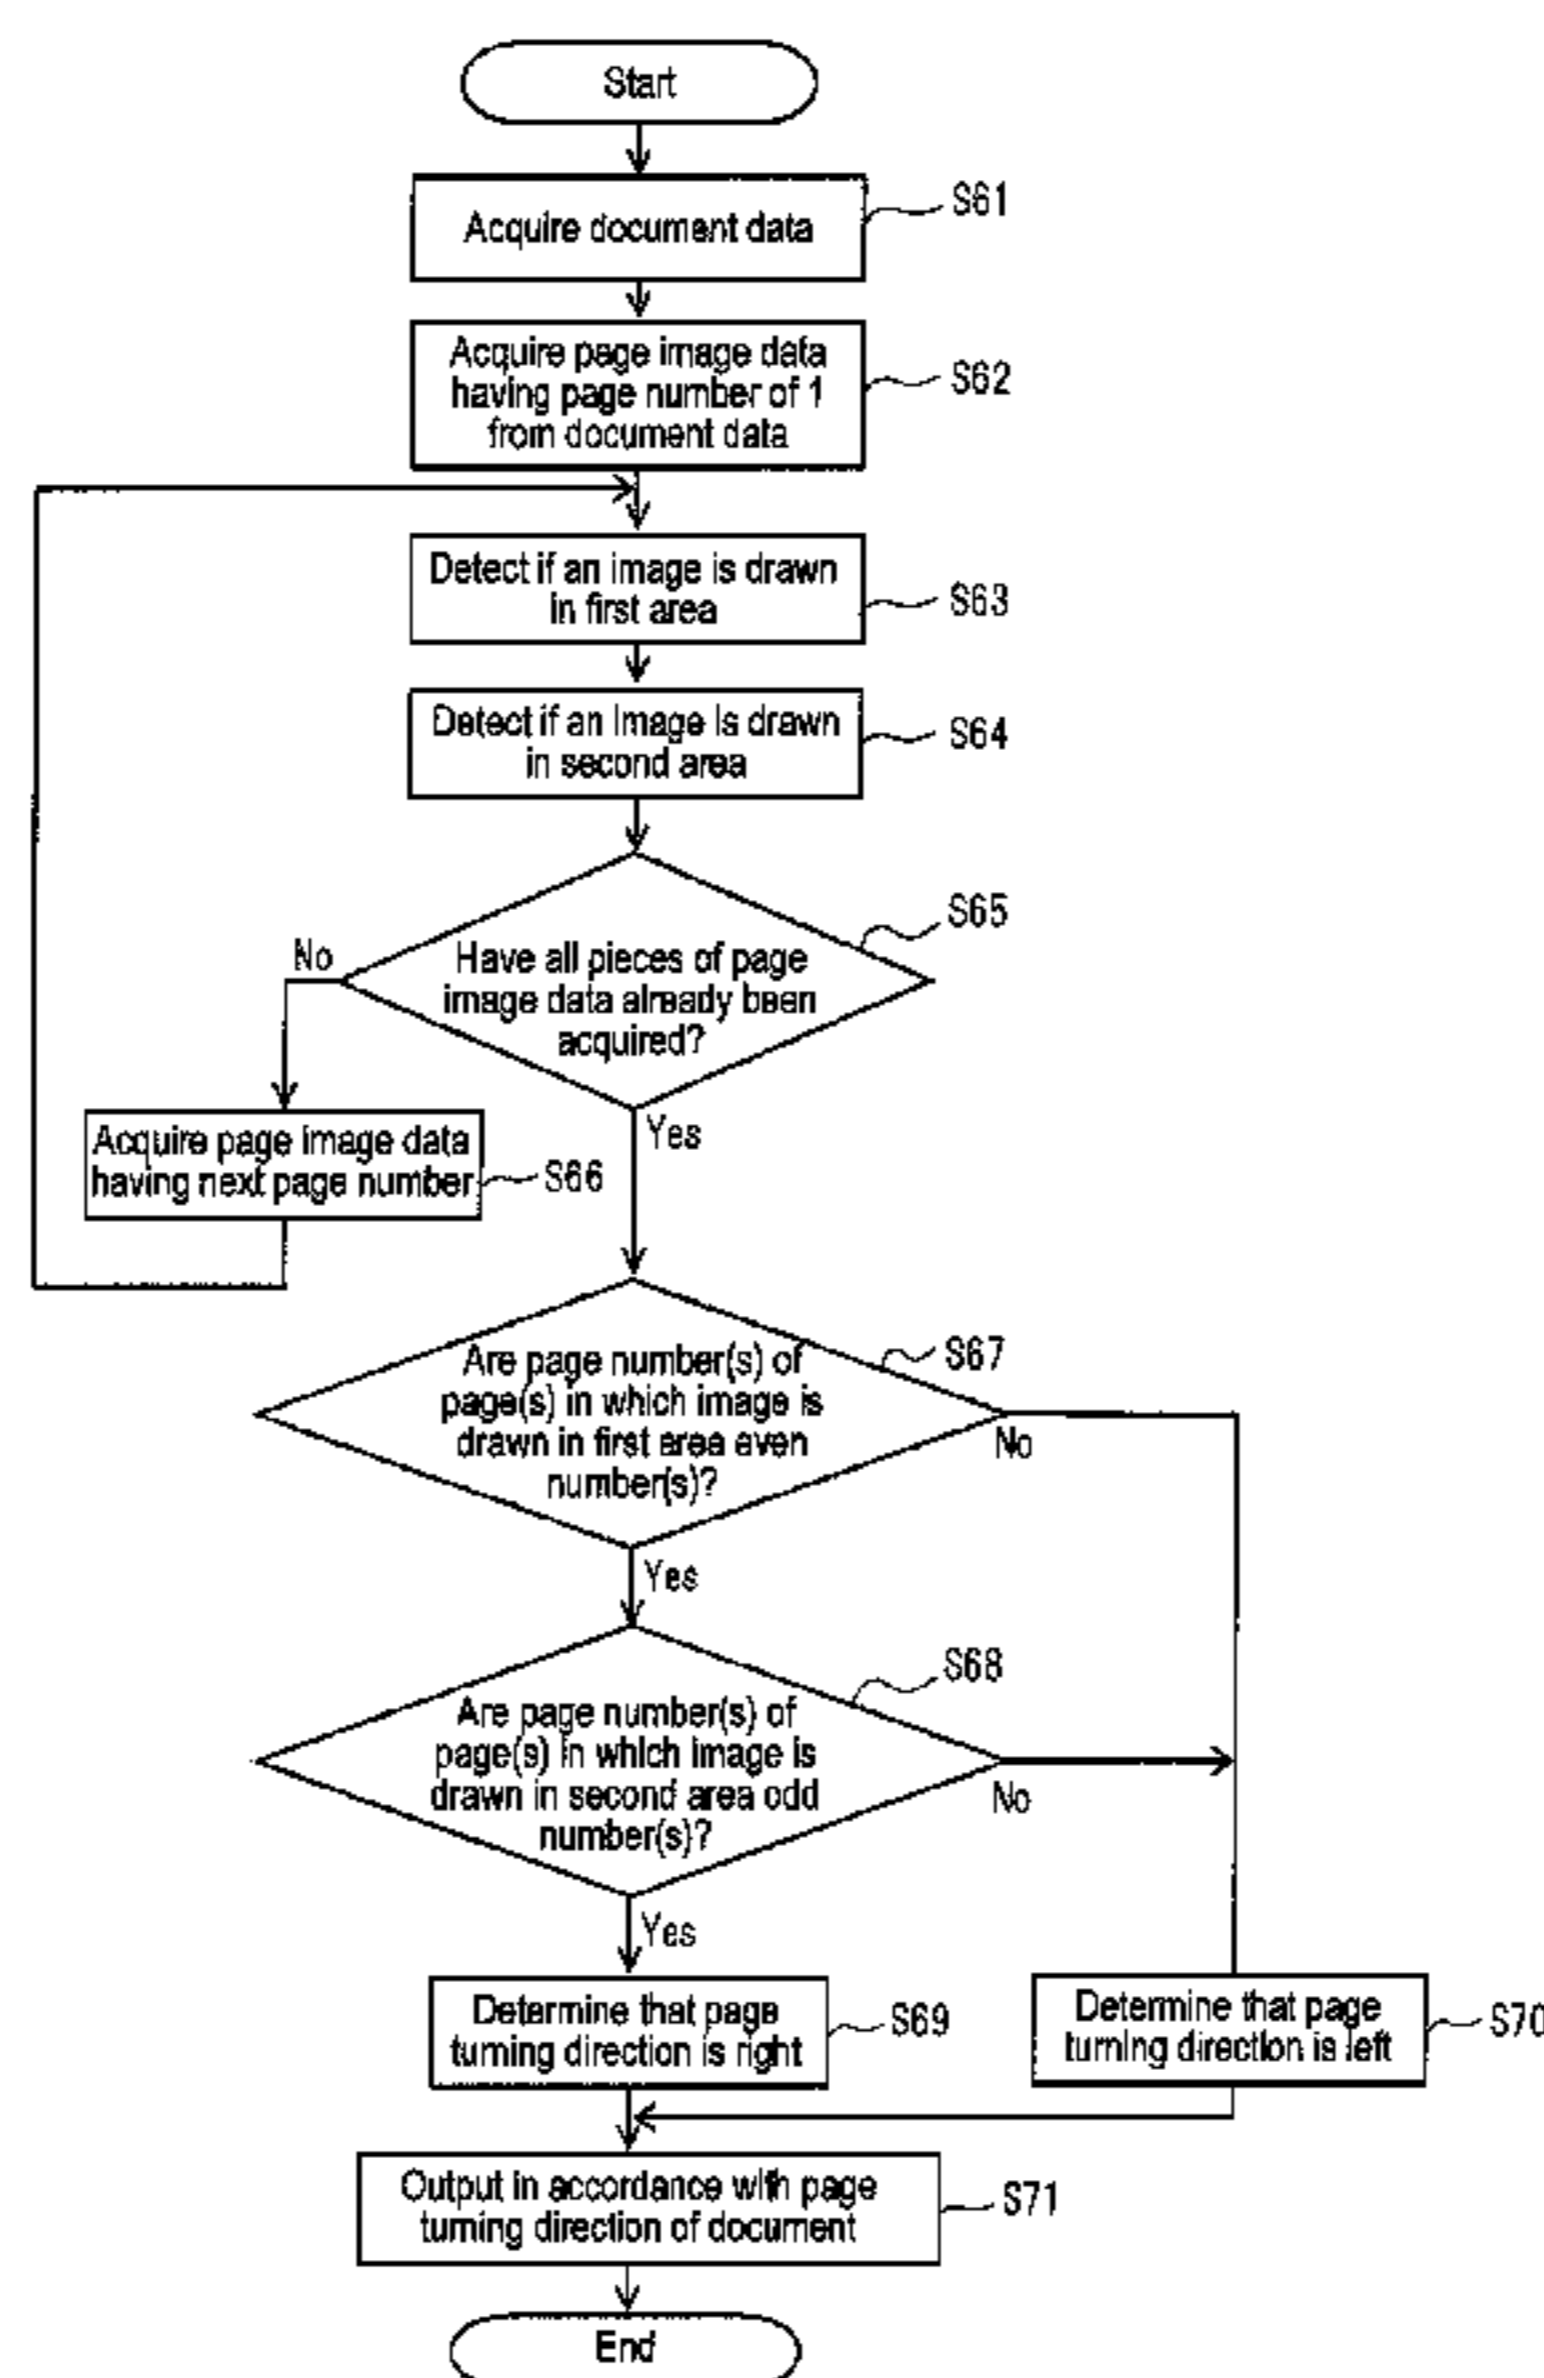 Start
Acquire document data
S61
Acquire page image data
having page number of 1
from document data
S62
Detect if an image is drawn
in first area
S63
Detect if an image is drawn
in second area
S64
Have all pieces of page
image data already been
acquired?
S65
No
Yes
Acquire page image data
having next page number
S66
Are page number(s) of
page(s) in which image is
drawn in first area even
number(s)?
S67
No
Yes
Are page number(s) of
page(s) in which image is
drawn in second area odd
number(s)?
S68
No
Yes
Determine that page
turning direction is right
S69
Determine that page
turning direction is left
S70
Output in accordance with page
turning direction of document
S71
End